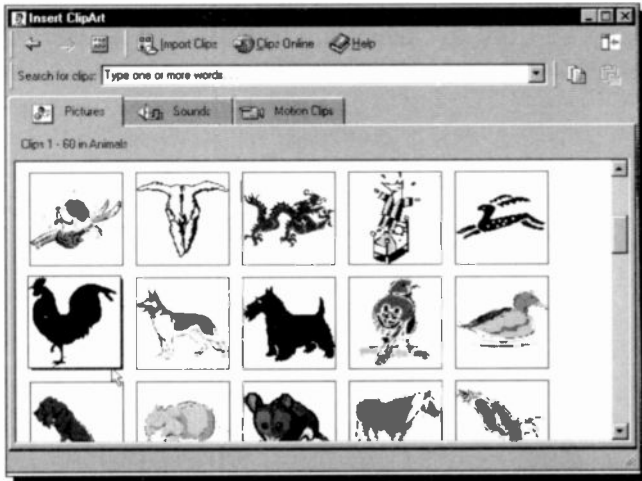 Insert ClipArt
Import Clips Clips Online Help
Search for clips: Type one or more words...
Pictures Sounds Motion Clips
Clips 1 - 60 in Animals